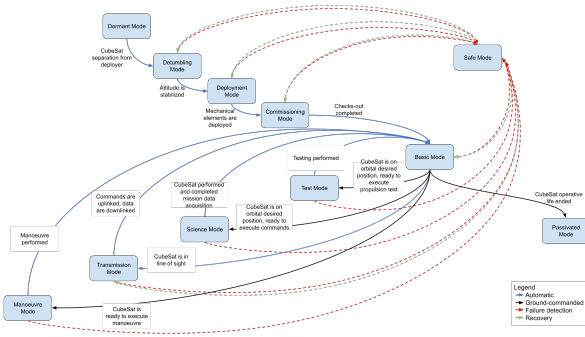 Dormant Mode
CubeSat
separation from
deployer
Detumbling
Mode
Safe Mode
Attitude is
stabilized
Deployment
Mode
Mechanical
elements are
deployed
Commissioning
Mode
Checks-out
completed
Basic Mode
Testing performed
CubeSat is on
orbital desired
position, ready to
execute
propulsion test
Test Mode
CubeSat performed
and completed
mission data
acquisition
Commands are
uplinked, data
are downlinked
CubeSat operative
life ended
CubeSat is on
orbital desired
position, ready to
execute commands.
Science Mode
Passivated
Mode
Manoeuvre
performed
CubeSat is in
line of sight
Transmission
Mode
Manoeuvre
Mode
CubeSat is
ready to execute
manoeuvre
Legend
Automatic
Ground-commanded
Failure detection
Recovery